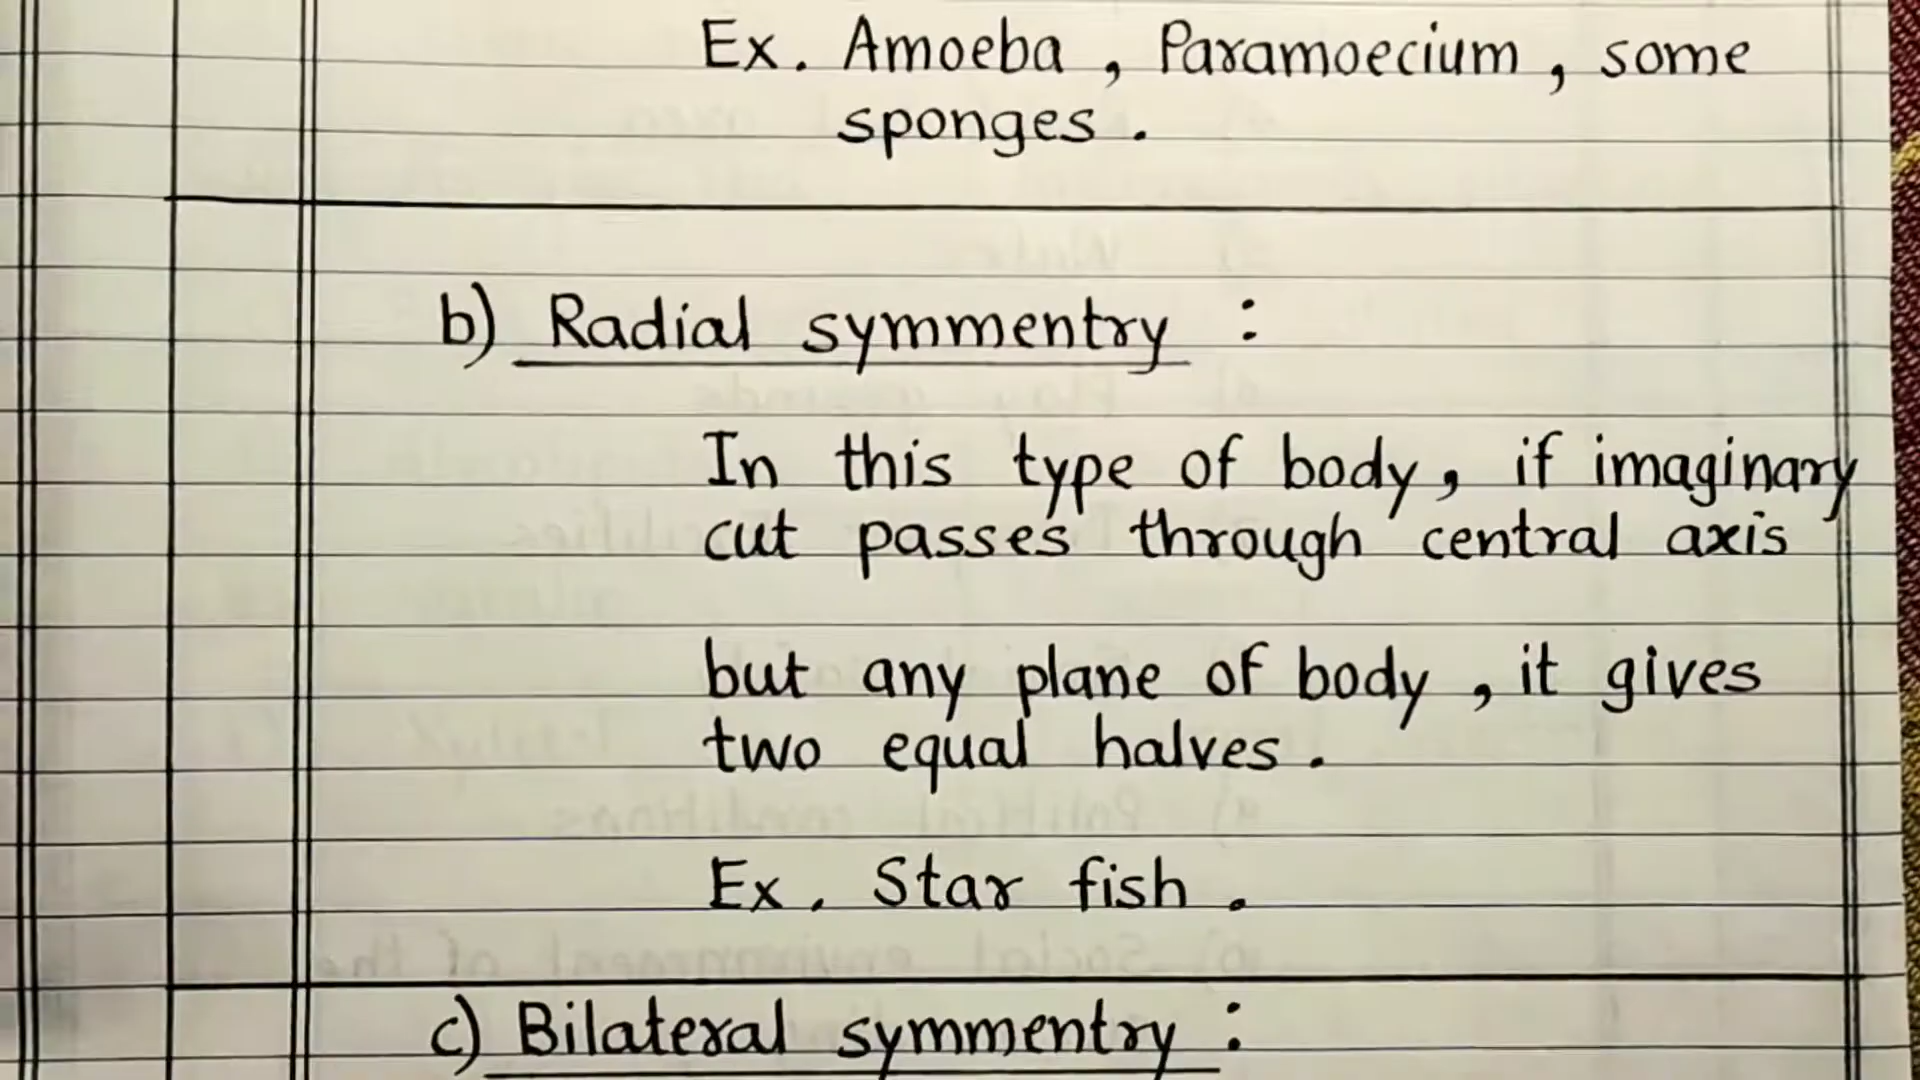 Ex. Amoeba , Paramoecium , some
sponges .
b) Radial symmentry :
In this type of body, if imaginary
cut passes through central axis
but any plane of body , it gives
two equal halves .
Ex. Star fish .
c) Bilateral symmentry :